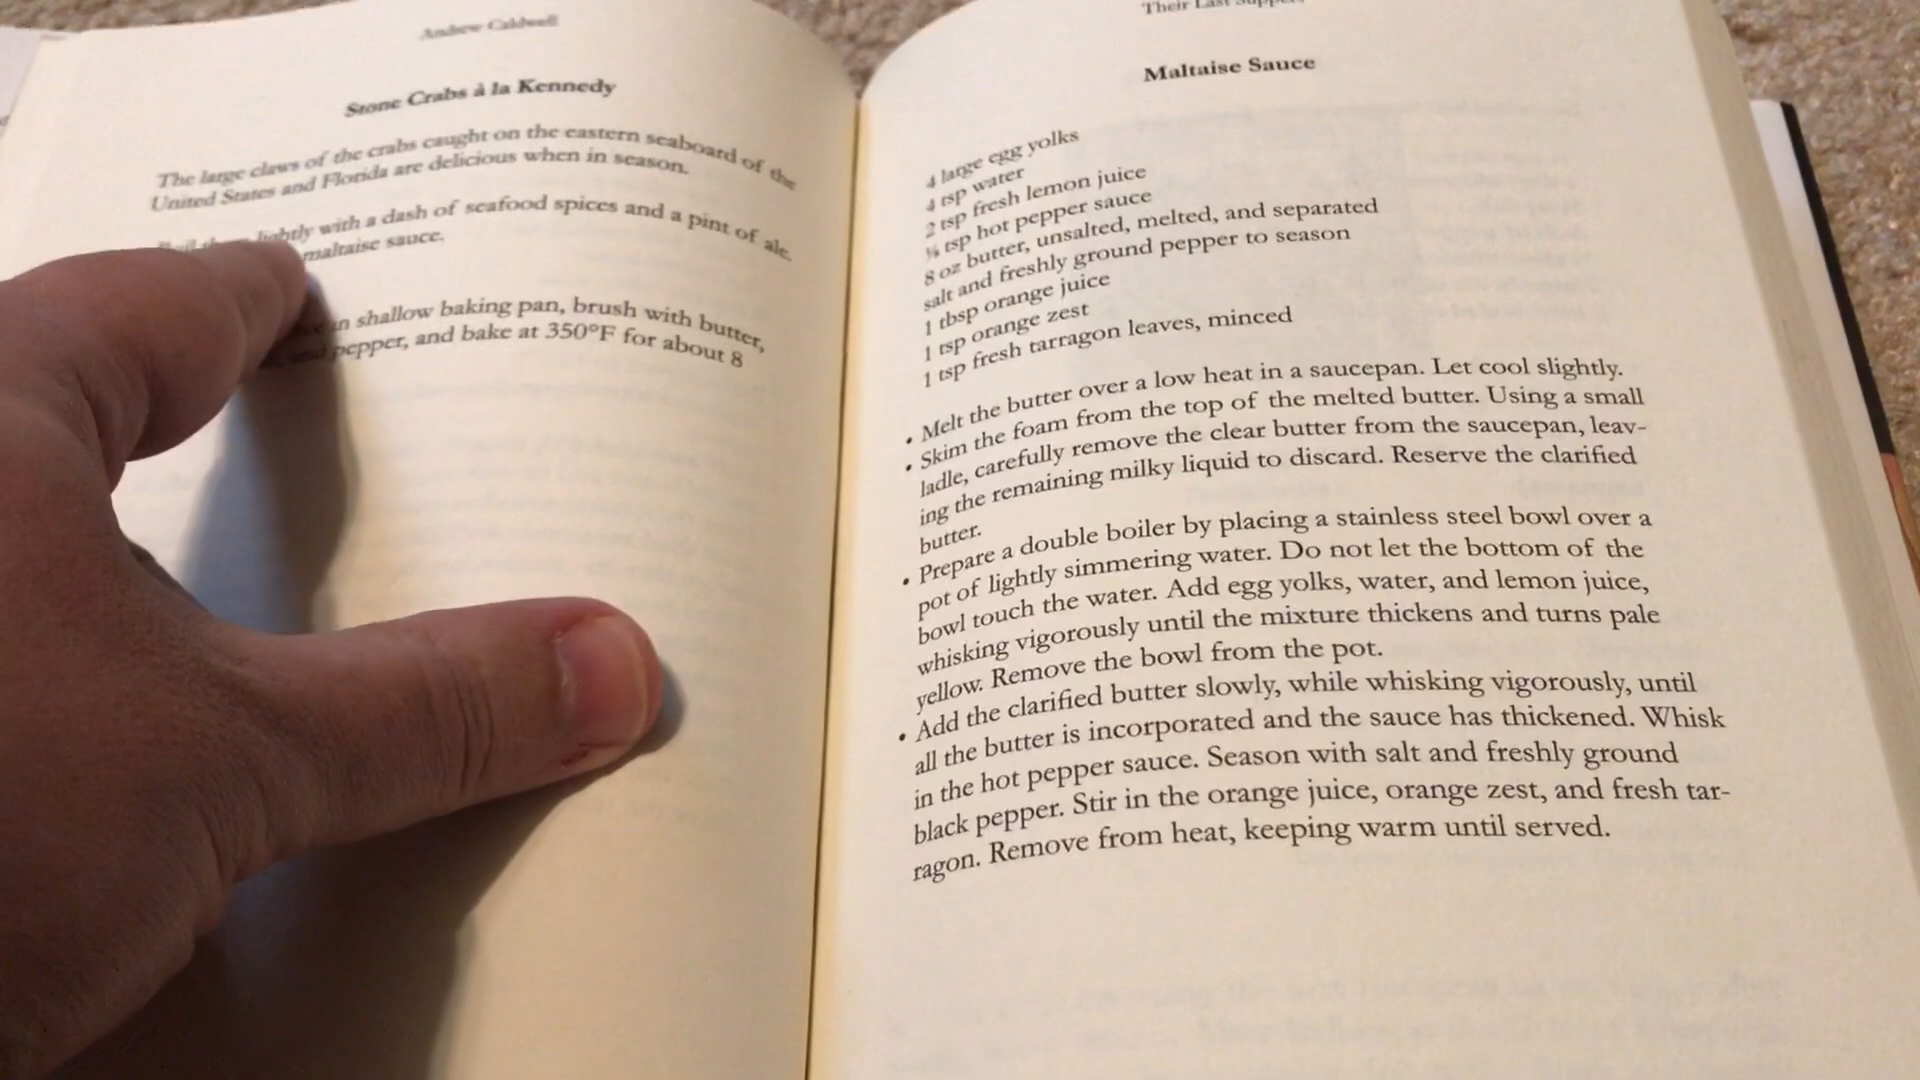 Andrew Caldwell
Stone Crabs à la Kennedy
The large claws of the crabs caught on the eastern seaboard of the
United States and Florida are delicious when in season.
lightly with a dash of seafood spices and a pint of ale.
maltaise sauce.
in shallow baking pan, brush with butter,
pepper, and bake at 350°F for about 8
Their Last Suppers
Maltaise Sauce
4 large egg yolks
4 tsp water
2 tsp fresh lemon juice
tsp hot pepper sauce
8 oz butter, unsalted, melted, and separated
salt and freshly ground pepper to season
1 tbsp orange juice
1 tsp orange zest
1 tsp fresh tarragon leaves, minced
• Melt the butter over a low heat in a saucepan. Let cool slightly.
• Skim the foam from the top of the melted butter. Using a small
ladle, carefully remove the clear butter from the saucepan, leav-
ing the remaining milky liquid to discard. Reserve the clarified
butter.
• Prepare a double boiler by placing a stainless steel bowl over a
pot of lightly simmering water. Do not let the bottom of the
bowl touch the water. Add egg yolks, water, and lemon juice,
whisking vigorously until the mixture thickens and turns pale
yellow. Remove the bowl from the pot.
• Add the clarified butter slowly, while whisking vigorously, until
all the butter is incorporated and the sauce has thickened. Whisk
in the hot pepper sauce. Season with salt and freshly ground
black pepper. Stir in the orange juice, orange zest, and fresh tar-
ragon. Remove from heat, keeping warm until served.